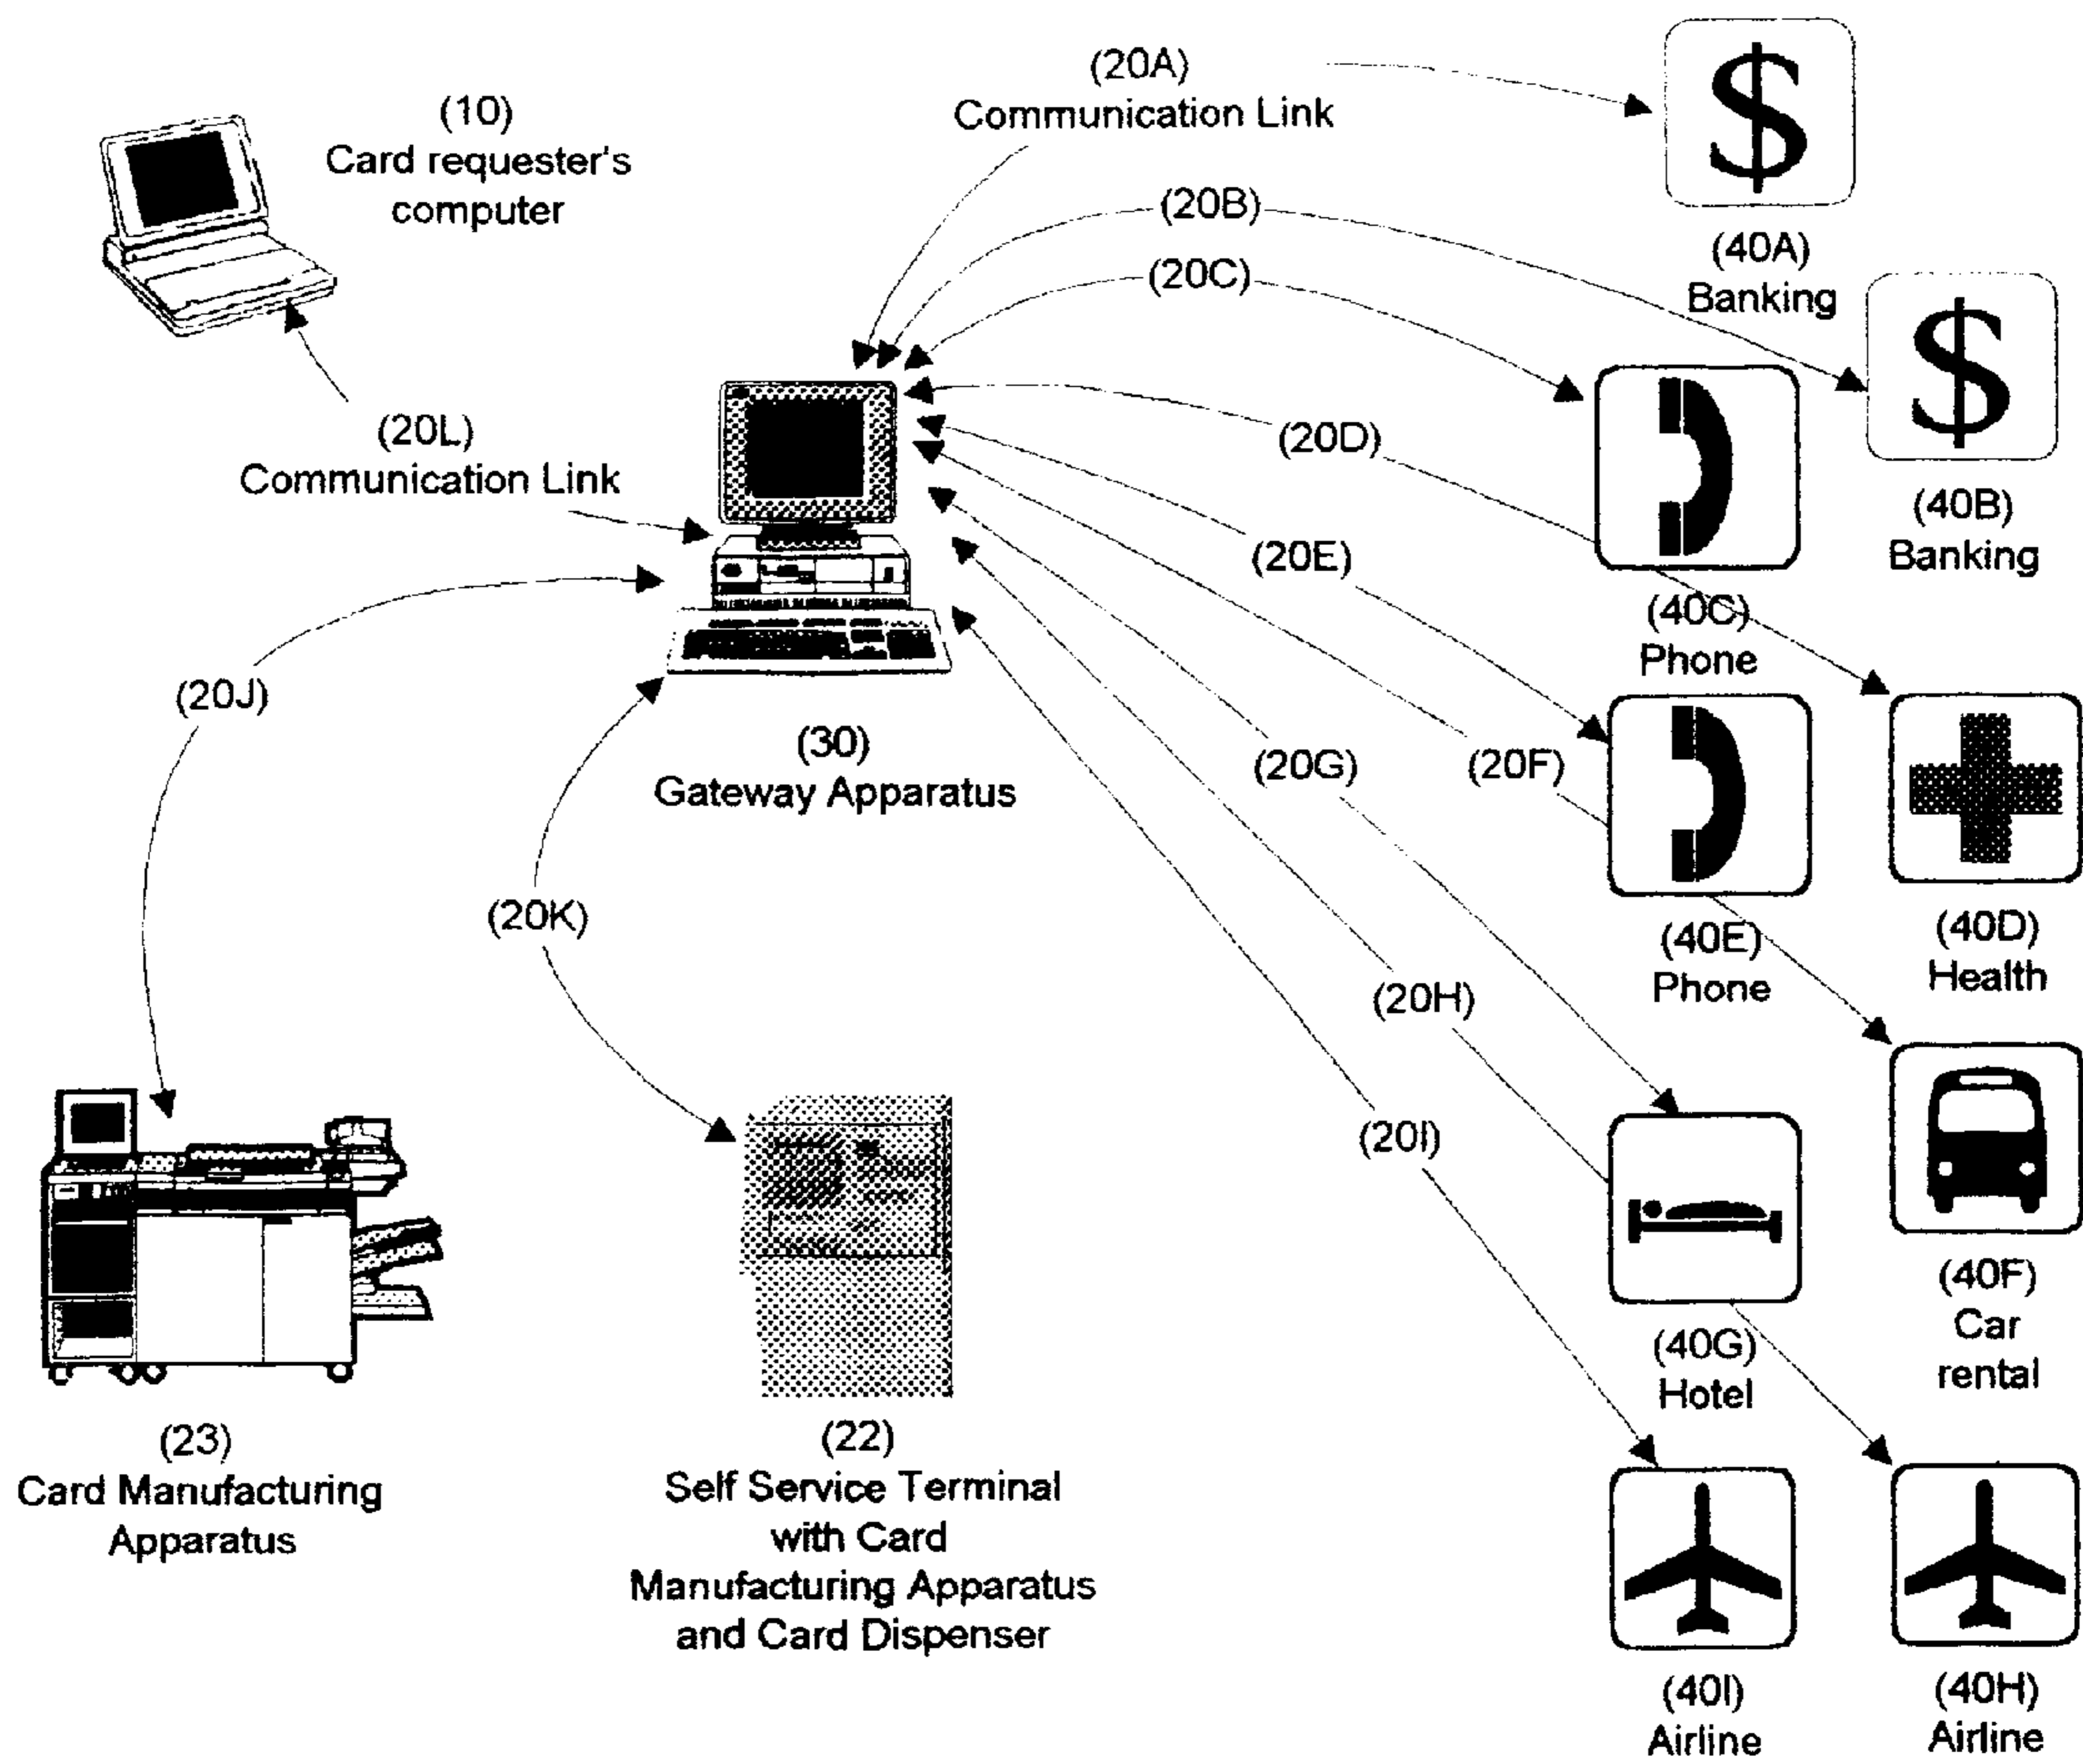 (20A)
Communication Link
(10)
Card requester's
computer
(20B)
(40A)
Banking
(20C)
(20L)
Communication Link
(20D)
(40B)
Banking
(20E)
(40C)
Phone
(20J)
(30)
Gateway Apparatus
(20G)
(20F)
(20K)
(40E)
Phone
(40D)
Health
(20H)
(20I)
(40F)
Car
rental
(40G)
Hotel
(23)
Card Manufacturing
Apparatus
(22)
Self Service Terminal
with Card
Manufacturing Apparatus
and Card Dispenser
(40I)
Airline
(40H)
Airline